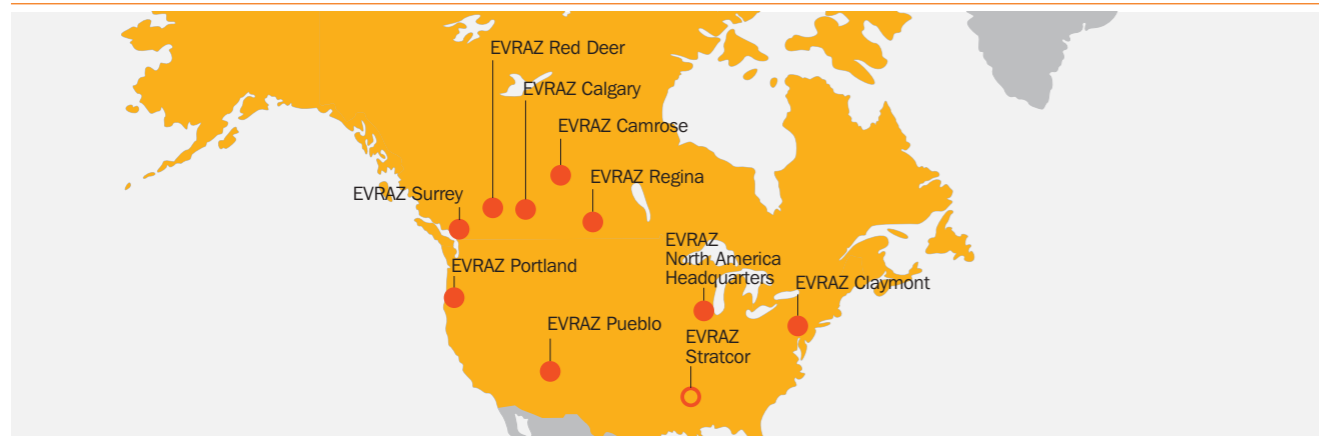 EVRAZ Red Deer
EVRAZ Calgary
EVRAZ Camrose
EVRAZ Regina
EVRAZ Surrey
EVRAZ
North America
Headquarters
EVRAZ Portland
EVRAZ Claymont
EVRAZ Pueblo
EVRAZ
Stratcor